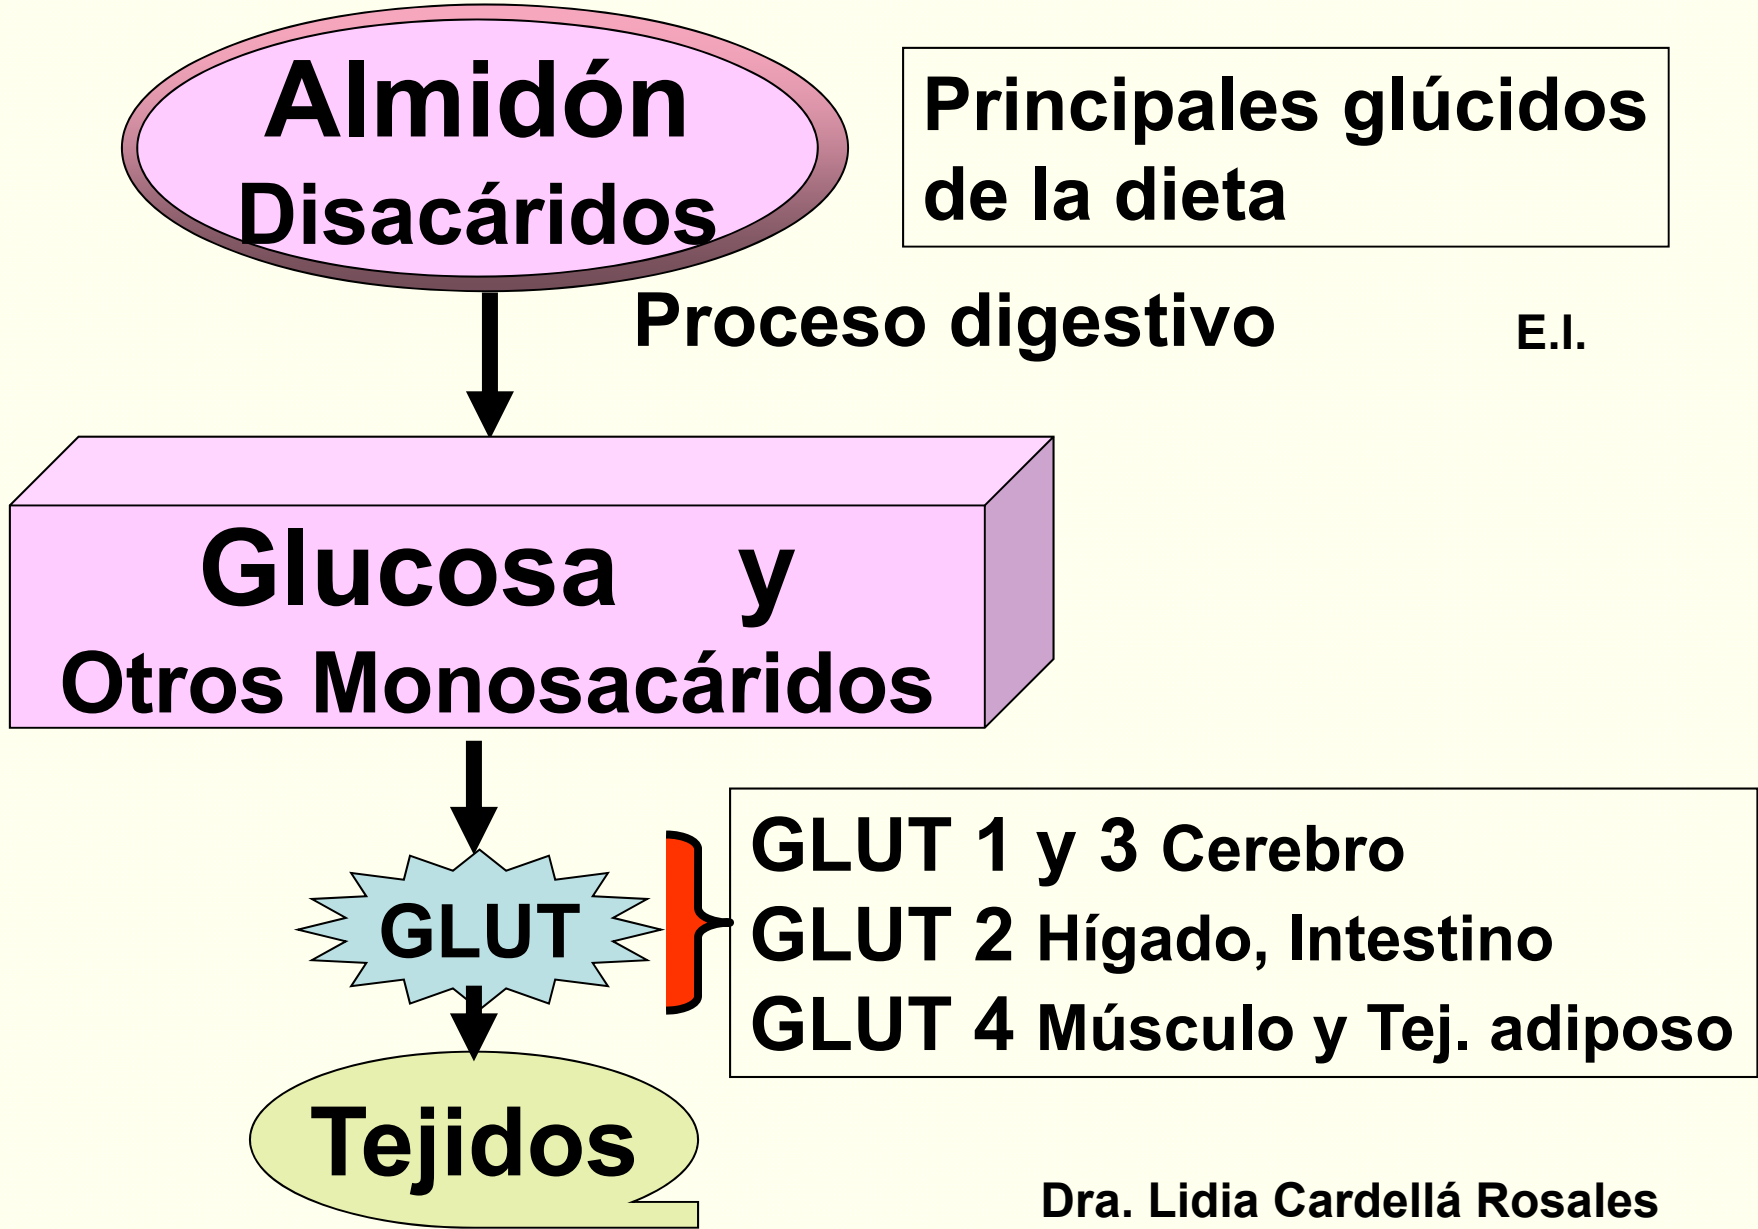 Almidón
Disacáridos
Principales glúcidos
de la dieta
Proceso digestivo
E.I.
Glucosa y
Otros Monosacáridos
GLUT
GLUT 1 y 3 Cerebro
GLUT 2 Hígado, Intestino
GLUT 4 Músculo y Tej. adiposo
Tejidos
Dra. Lidia Cardellá Rosales